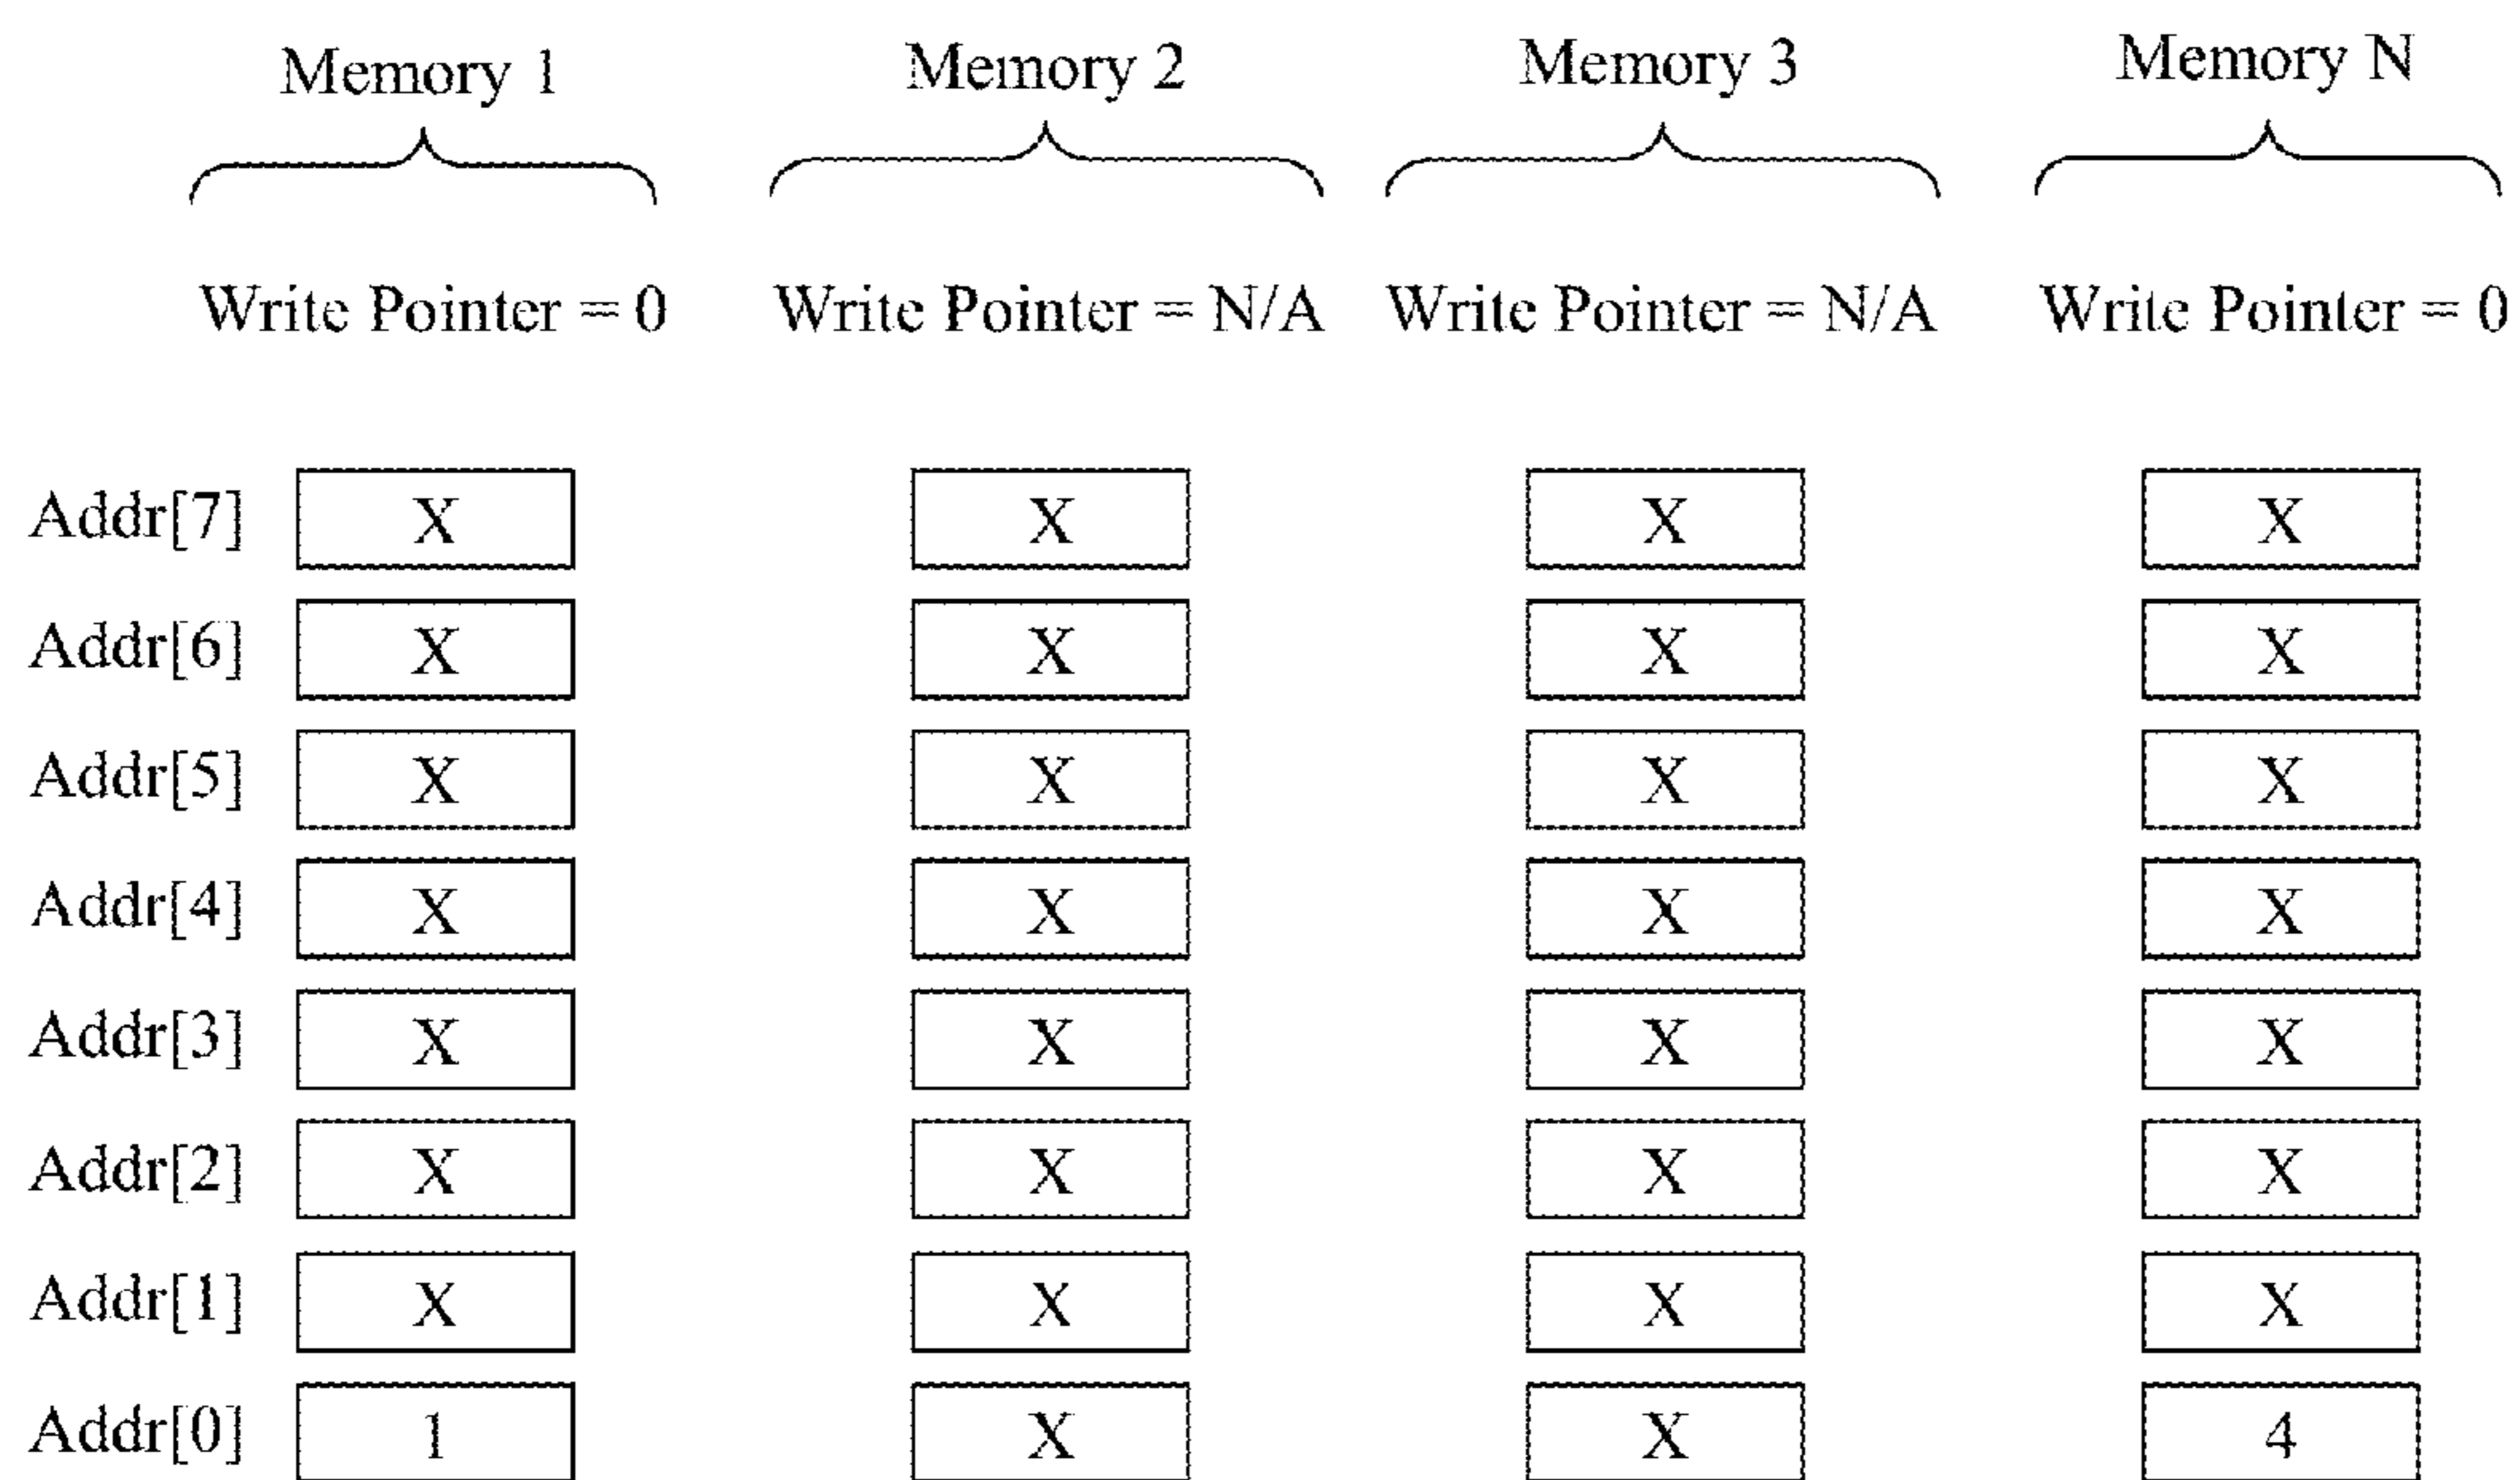 Memory 1 Memory 2 Memory 3 Memory N
Write Pointer = 0 Write Pointer = N/A Write Pointer = N/A Write Pointer = 0
Addr[7] X X X X
Addr[6] X X X X
Addr[5] X X X X
Addr[4] X X X X
Addr[3] X X X X
Addr[2] X X X X
Addr[1] X X X X
Addr[0] 1 X X 4